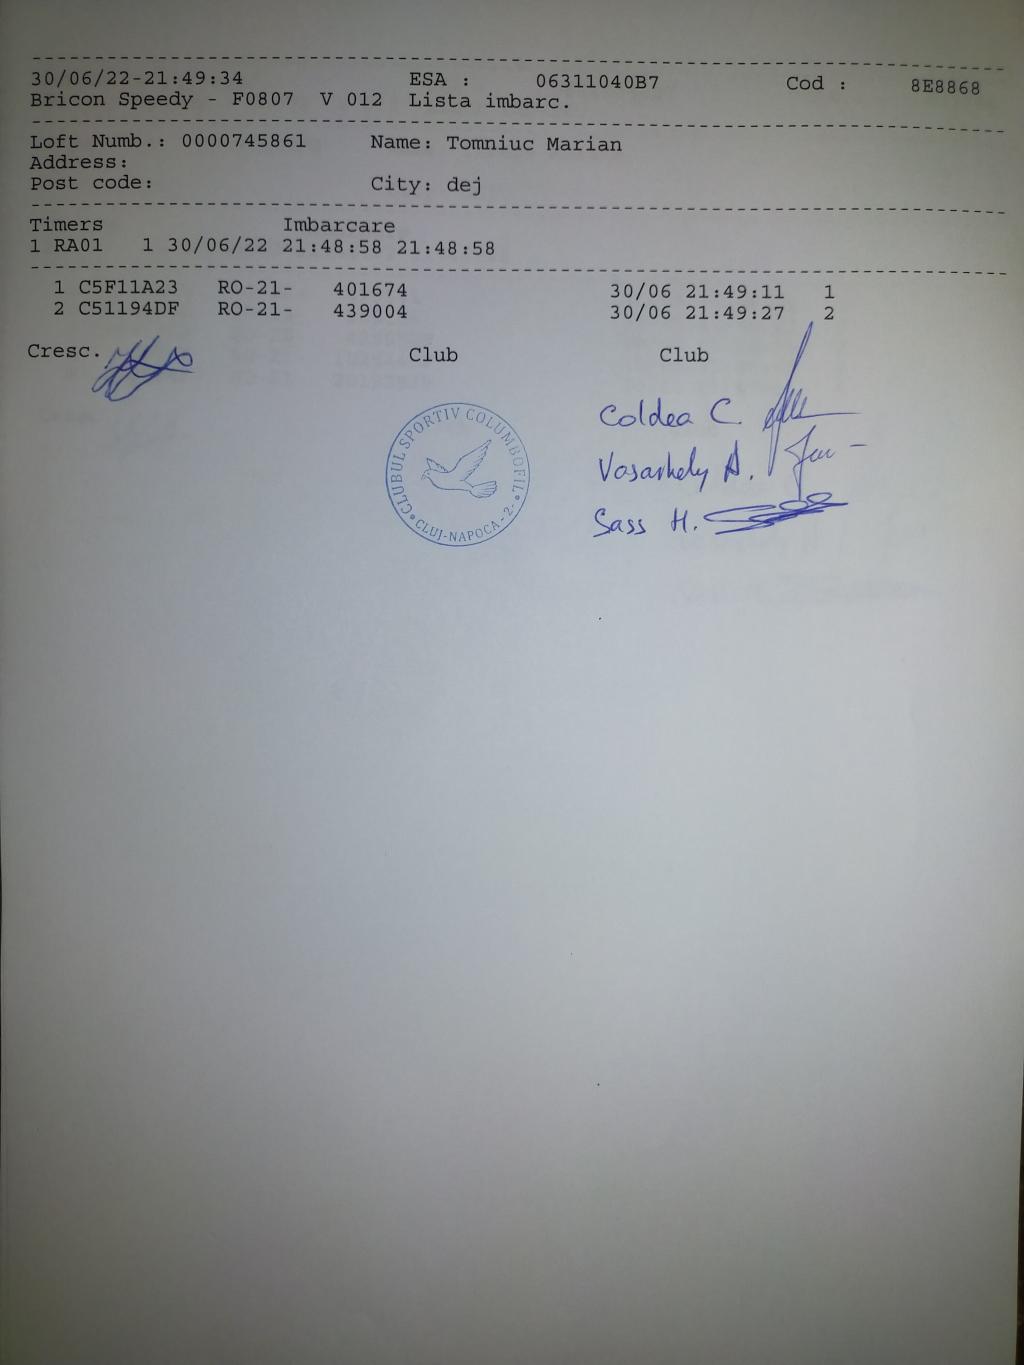 30/06/22-21:49:34 ESA : 06311040B7 Cod : 8E8868
Bricon Speedy - F0807 V 012 Lista imbarc.
Loft Numb.: 0000745861 Name: Tomniuc Marian
Address:
Post code: City: dej
Timers Imbarcare
1 RA01 1 30/06/22 21:48:58 21:48:58
1 C5F11A23 RO-21- 401674 30/06 21:49:11 1
2 C51194DF RO-21- 439004 30/06 21:49:27 2
Cresc. Club Club
CLUBUL SPORTIV COLUMBOFIL
CLUJ-NAPOCA-2-
Coldea C.
Vasarhely A.
Sass H.